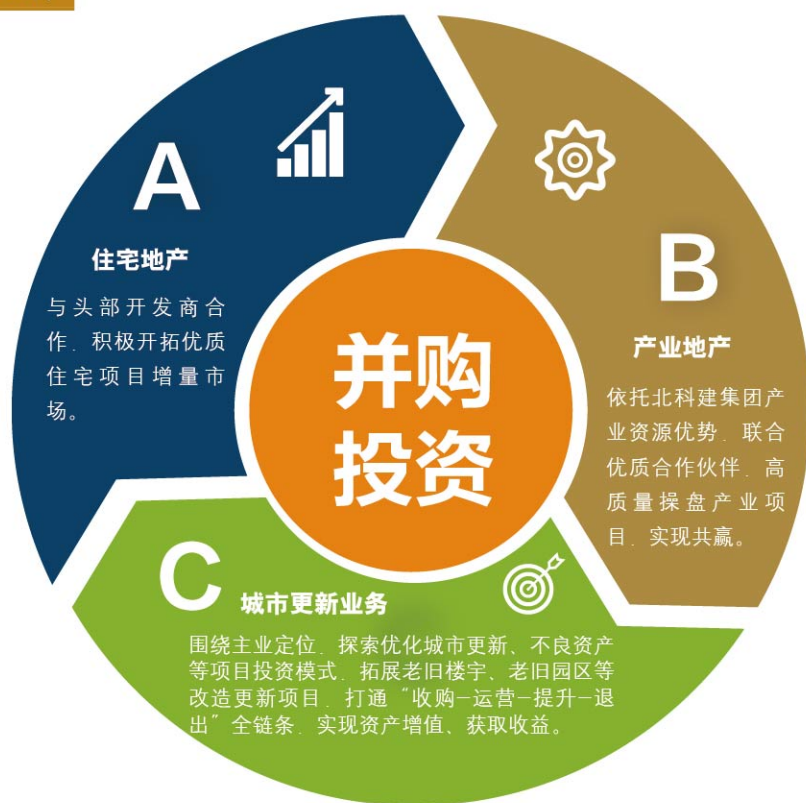 A
住宅地产
与头部开发商合
作，积极开拓优质
住宅项目增量市
场。
B
产业地产
依托北科建集团产
业资源优势，联合
优质合作伙伴，高
质量操盘产业项
目，实现共赢。
并购
投资
C
城市更新业务
围绕主业定位，探索优化城市更新、不良资产
等项目投资模式，拓展老旧楼宇、老旧园区等
改造更新项目，打通“收购—运营—提升—退
出”全链条，实现资产增值、获取收益。